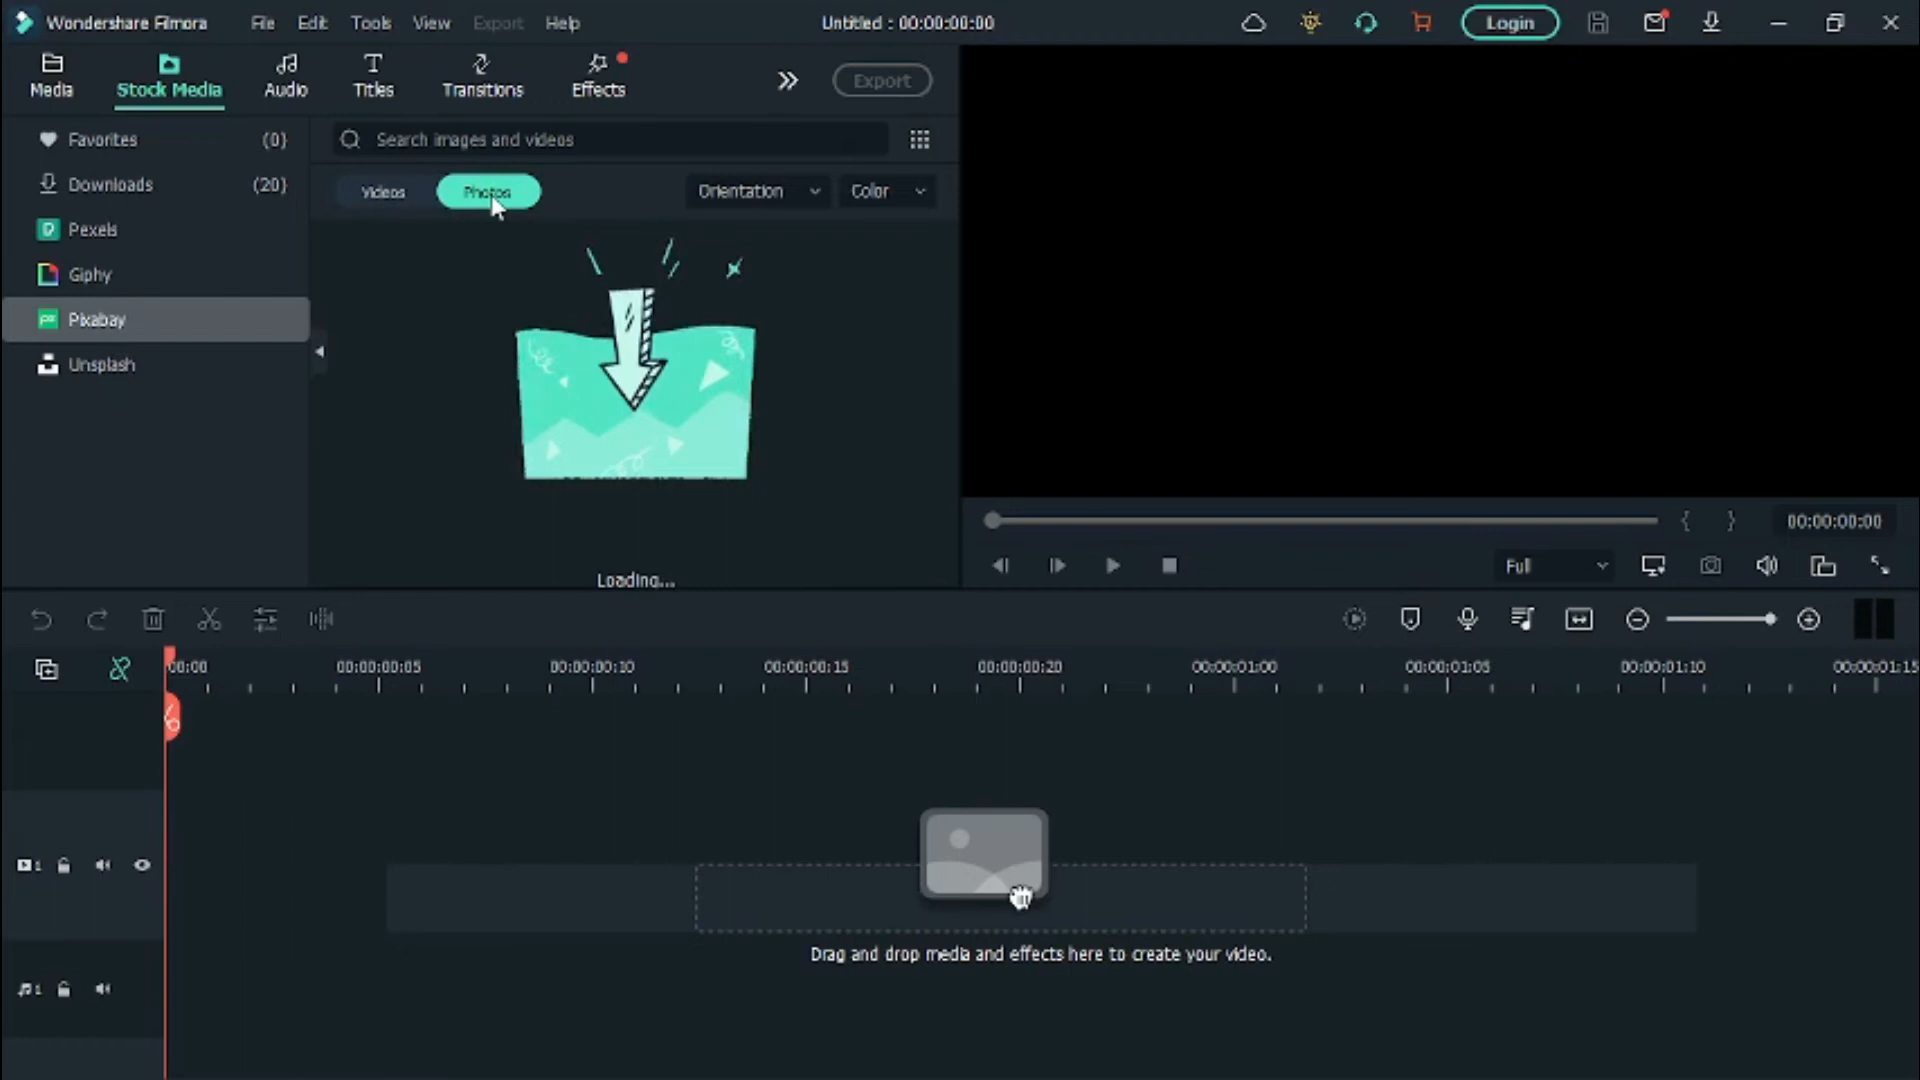 Wondershare Filmora File Edit Tools View Export Help Untitled : 00:00:00:00 Login
Media Stock Media Audio Titles Transitions Effects Export
Favorites (0)
Downloads (20)
Pexels
Giphy
Pixabay
Unsplash
Search images and videos
Videos Photos Orientation Color
Loading...
00:00:00:00
Full
00:00 00:00:00:05 00:00:00:10 00:00:00:15 00:00:00:20 00:00:01:00 00:00:01:05 00:00:01:10 00:00:01:15
1
Drag and drop media and effects here to create your video.
1